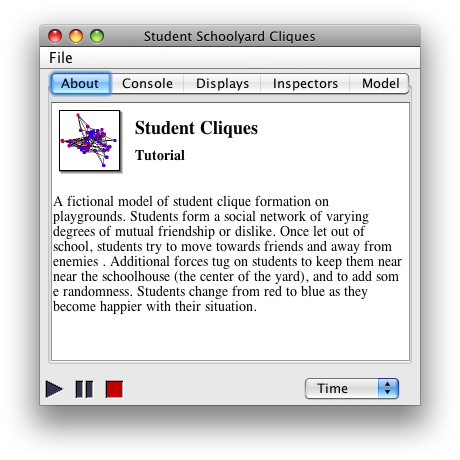 Student Schoolyard Cliques
File
About Console Displays Inspectors Model
Student Cliques
Tutorial
A fictional model of student clique formation on
playgrounds. Students form a social network of varying
degrees of mutual friendship or dislike. Once let out of
school, students try to move towards friends and away from
enemies . Additional forces tug on students to keep them near
near the schoolhouse (the center of the yard), and to add som
e randomness. Students change from red to blue as they
become happier with their situation.
Time